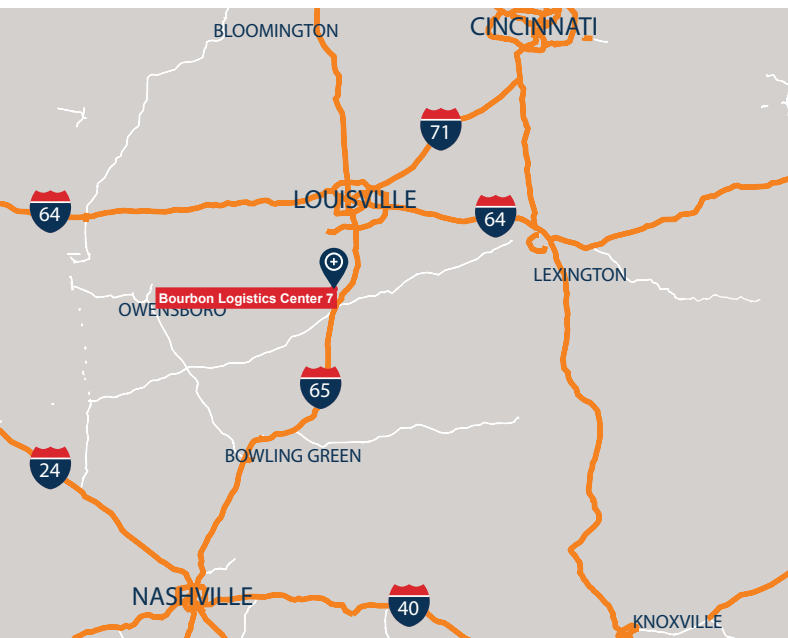 BLOOMINGTON
CINCINNATI
71
LOUISVILLE
64
64
LEXINGTON
Bourbon Logistics Center 7
OWENSBORO
65
BOWLING GREEN
24
NASHVILLE
40
KNOXVILLE